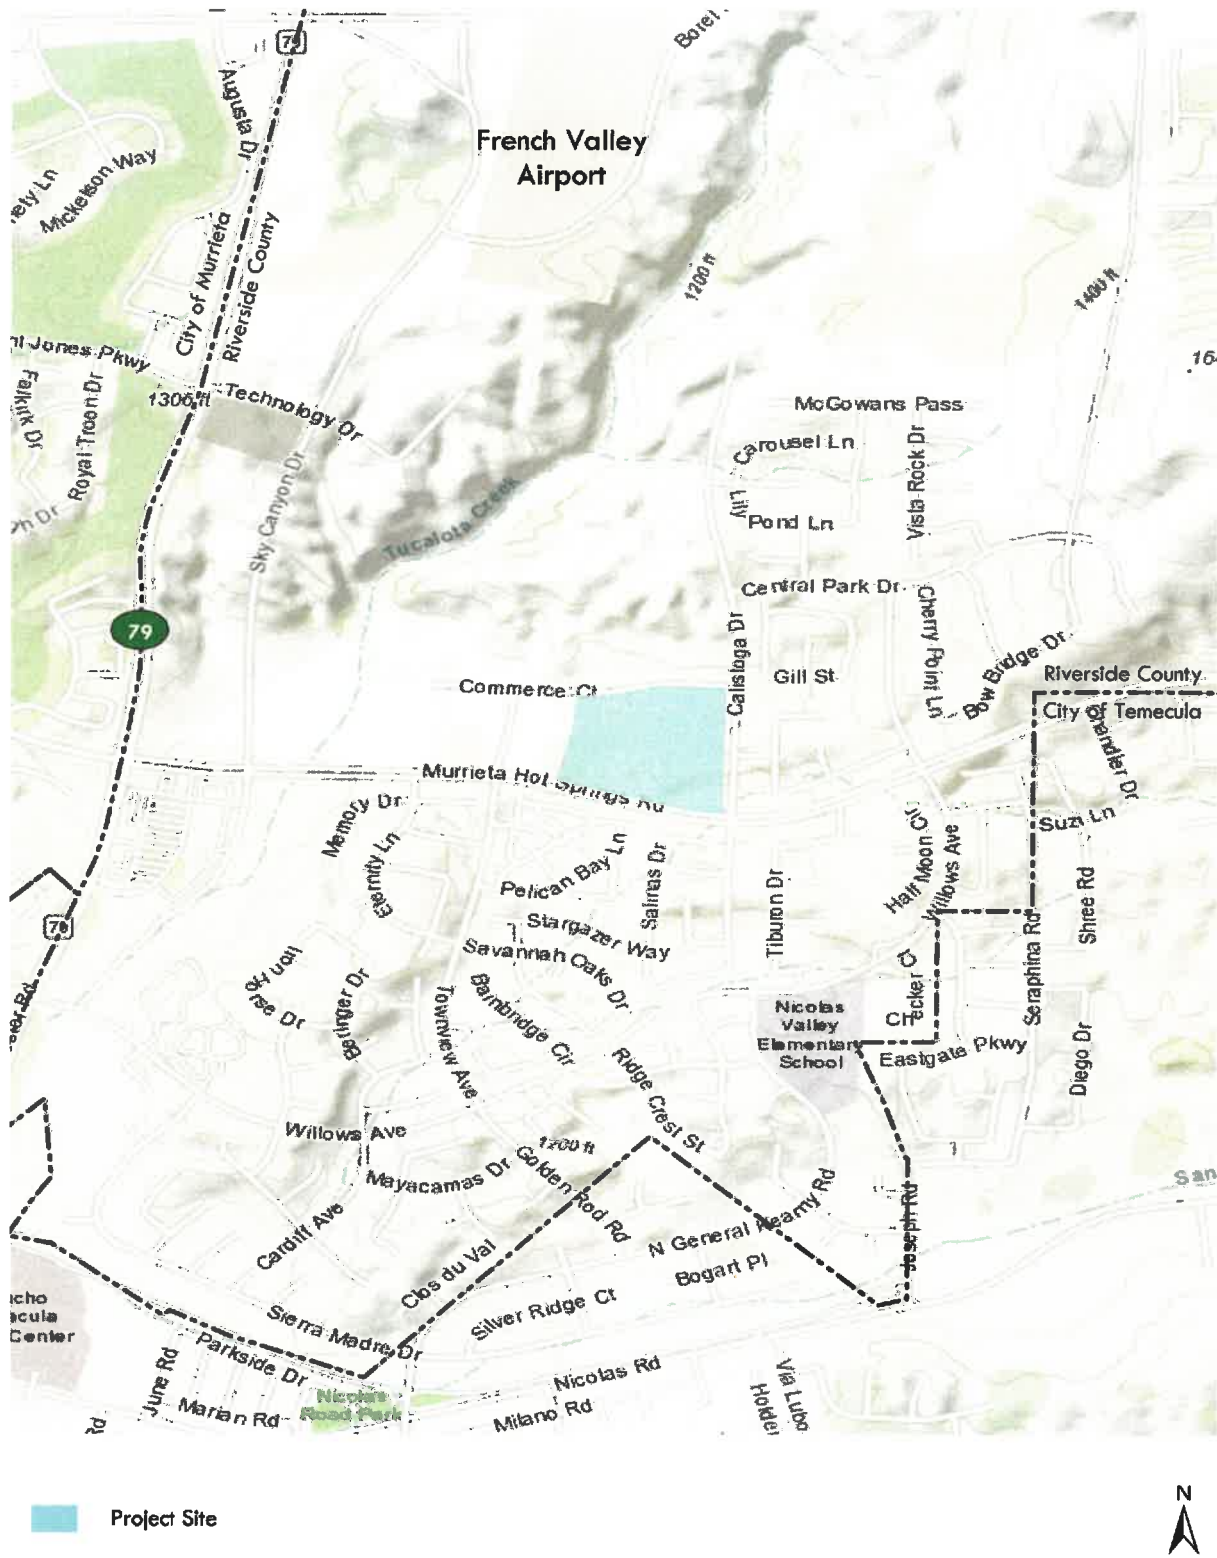 79
Borel
Augusta Dr
French Valley
Airport
Mickelson Way
City of Murrieta
Riverside County
1200 ft
1400 ft
Jones Pkwy
1300 ft
Technology Dr
Falkirk Dr
Royal Troon Dr
McGowans Pass
Carousel Ln
Vista Rock Dr
Sky Canyon Dr
Lily
Pond Ln
Tucalota Creek
Central Park Dr
79
Calistoga Dr
Cherry Point Ln
Bow Bridge Dr
Gill St
Riverside County
City of Temecula
Commerce Ct
Murrieta Hot Springs Rd
Memory Dr
Suzi Ln
Eternity Ln
Half Moon Cir
Willows Ave
Pelican Bay Ln
Salinas Dr
Tiburon Dr
Shree Rd
Stargazer Way
Savannah Oaks Dr
Seraphina Rd
Iron Ho
rse Dr
Townview Ave
Bainbridge Cir
Nicolas
Valley
Elementary
School
Eastgate Pkwy
Diego Dr
Ridge Crest St
Willows Ave
1200 ft
Mayacamas Dr
Golden Rod Rd
San
Cardiff Ave
N General Kearny Rd
Joseph Rd
Clos du Val
Bogart Pl
Silver Ridge Ct
Center
Sierra Madre Dr
Parkside Dr
June Rd
Nicolas Rd
Nicolas
Road Park
Marian Rd
Milano Rd
Rd
Project Site
N